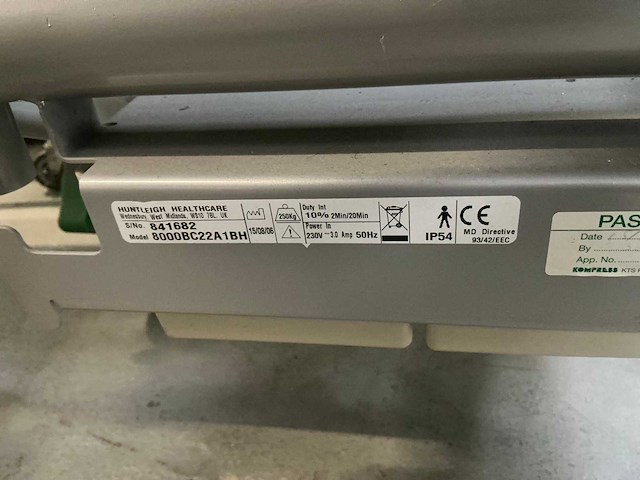 HUNTLEIGH HEALTHCARE
Wednesbury, West Midlands, WS10 7BL, UK
S/No. 841682
Model 8000BC22A1BH
15/08/06
250Kg
Duty Int
10% 2Min/20Min
Power In
230V ~ 3.0 Amp 50Hz
IP54
CE
MD Directive
93/42/EEC
PAS
Date
By
App. No.
KOMPRESS KTS